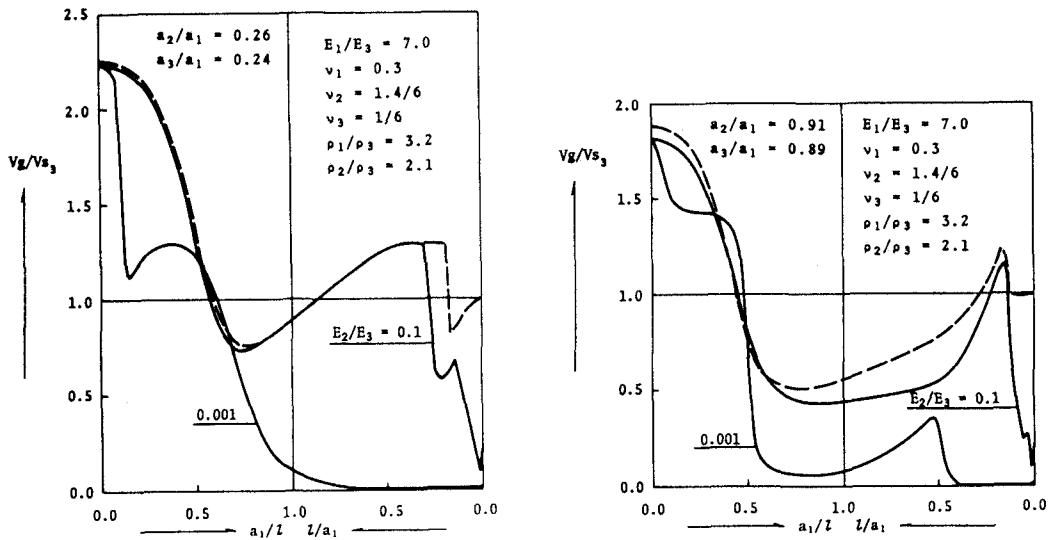 2.5
a₂/a₁ = 0.26
a₃/a₁ = 0.24
E₁/E₃ = 7.0
ν₁ = 0.3
ν₂ = 1.4/6
ν₃ = 1/6
ρ₁/ρ₃ = 3.2
ρ₂/ρ₃ = 2.1
2.0
Vg/Vs₃
1.5
1.0
E₂/E₃ = 0.1
0.5
0.001
0.0
0.0 0.5 1.0 0.5 0.0
a₁/l l/a₁
2.0
a₂/a₁ = 0.91
a₃/a₁ = 0.89
E₁/E₃ = 7.0
ν₁ = 0.3
ν₂ = 1.4/6
ν₃ = 1/6
ρ₁/ρ₃ = 3.2
ρ₂/ρ₃ = 2.1
Vg/Vs₃
1.5
1.0
E₂/E₃ = 0.1
0.5
0.001
0.0
0.0 0.5 1.0 0.5 0.0
a₁/l l/a₁